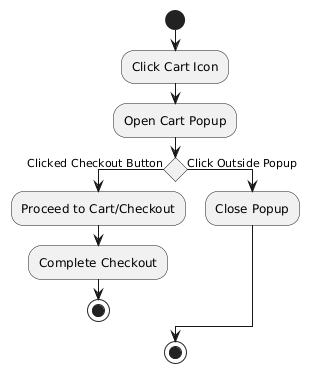 Click Cart Icon
Open Cart Popup
Clicked Checkout Button
Click Outside Popup
Proceed to Cart/Checkout
Close Popup
Complete Checkout